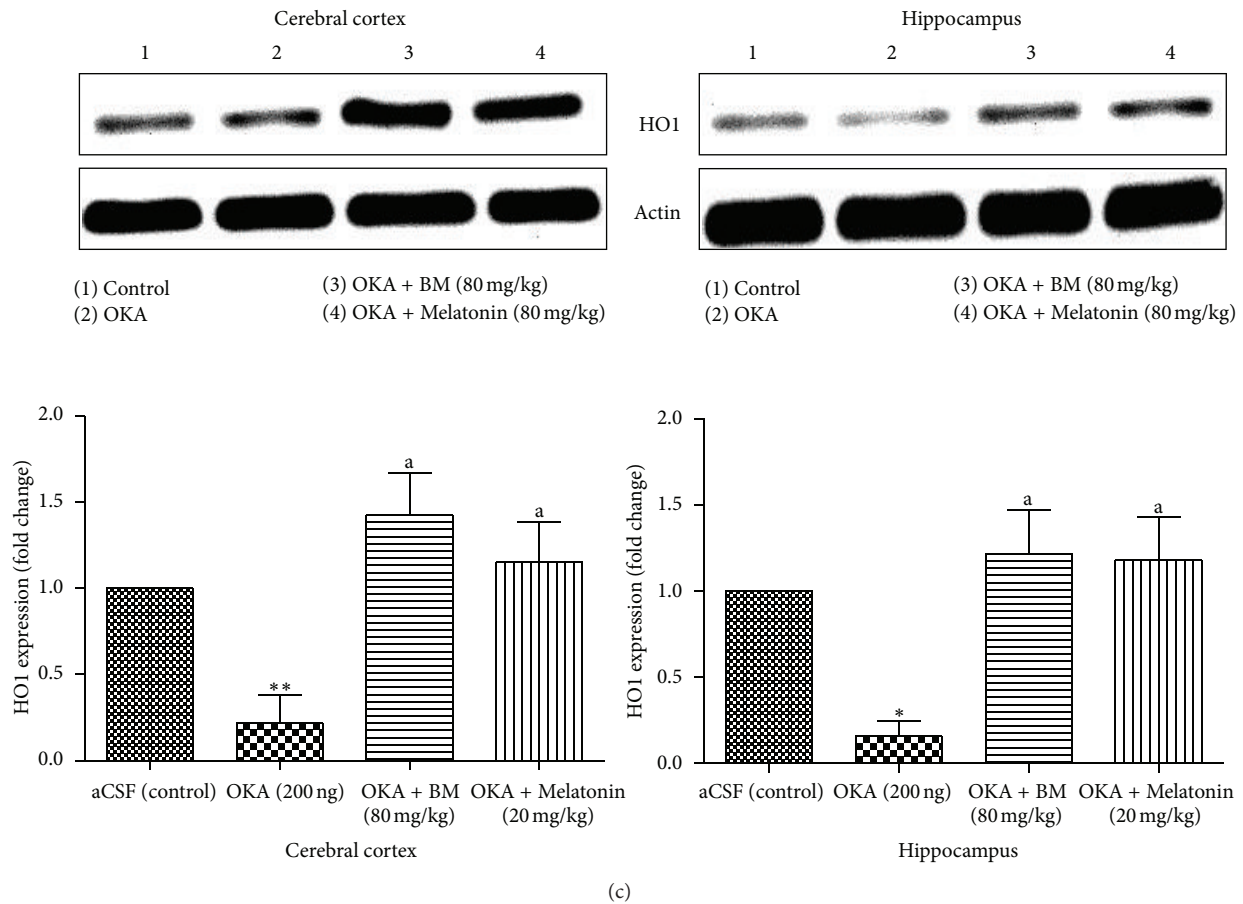 Cerebral cortex
1 2 3 4
Hippocampus
1 2 3 4
HO1
Actin
(1) Control
(2) OKA
(3) OKA + BM (80 mg/kg)
(4) OKA + Melatonin (80 mg/kg)
(1) Control
(2) OKA
(3) OKA + BM (80 mg/kg)
(4) OKA + Melatonin (80 mg/kg)
HO1 expression (fold change)
2.0
1.5
1.0
0.5
0.0
**
a
a
aCSF (control)
OKA (200 ng)
OKA + BM
(80 mg/kg)
OKA + Melatonin
(20 mg/kg)
Cerebral cortex
HO1 expression (fold change)
2.0
1.5
1.0
0.5
0.0
*
a
a
aCSF (control)
OKA (200 ng)
OKA + BM
(80 mg/kg)
OKA + Melatonin
(20 mg/kg)
Hippocampus
(c)